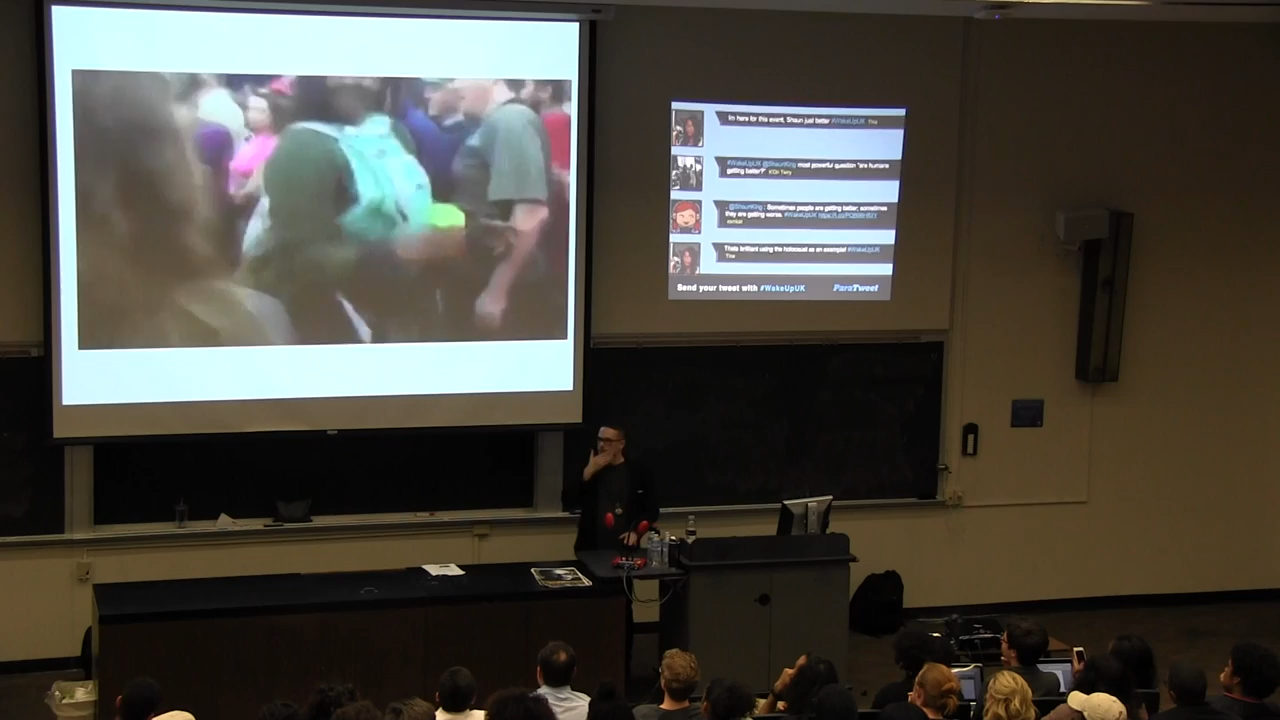 Im here for this event, Shaun just better #WakeUpUK Tina
#WakeUpUK @ShaunKing most powerful question "are humans
getting better?"
. @ShaunKing : Sometimes people are getting better, sometimes
they are getting worse. #WakeUpUK
Thats brilliant using the holocaust as an example! #WakeUpUK
Tina
Send your tweet with #WakeUpUK ParaTweet